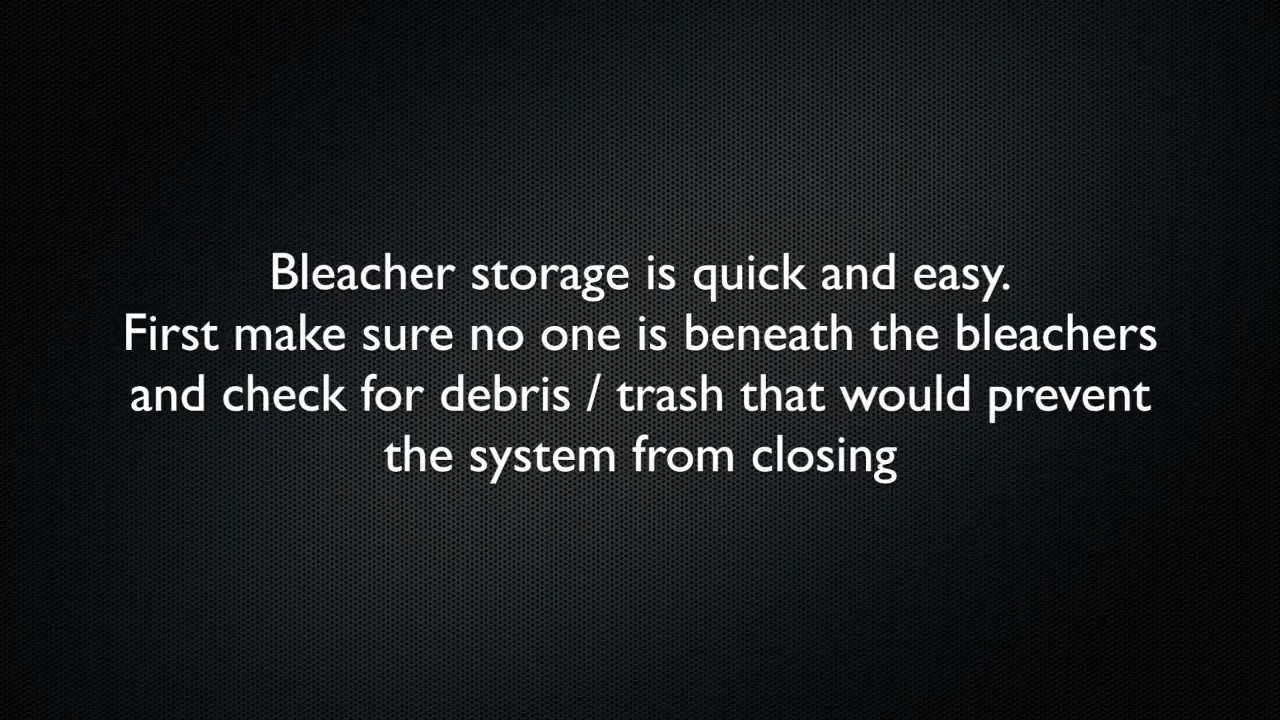 Bleacher storage is quick and easy.
First make sure no one is beneath the bleachers
and check for debris / trash that would prevent
the system from closing